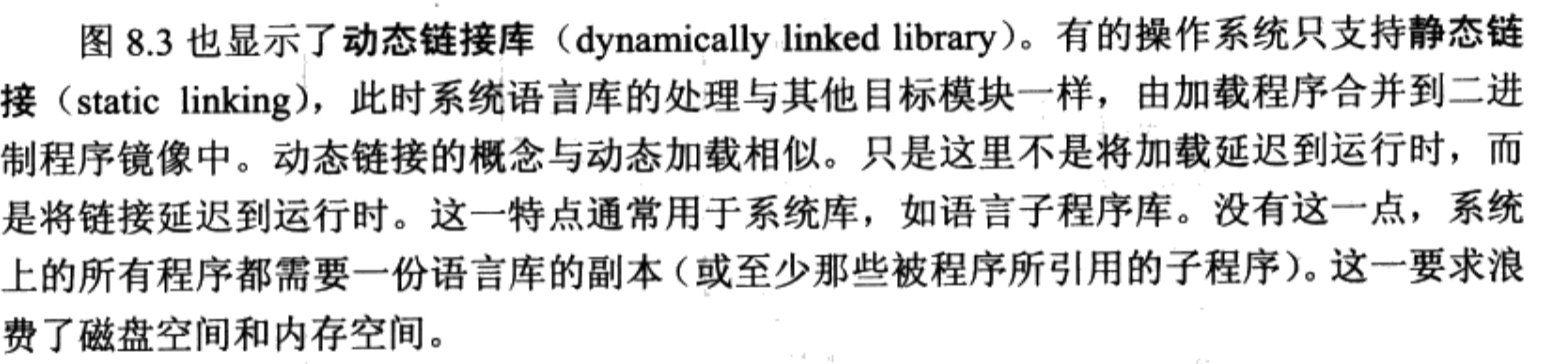 图 8.3 也显示了动态链接库（dynamically linked library）。有的操作系统只支持静态链
接（static linking），此时系统语言库的处理与其他目标模块一样，由加载程序合并到二进
制程序镜像中。动态链接的概念与动态加载相似。只是这里不是将加载延迟到运行时，而
是将链接延迟到运行时。这一特点通常用于系统库，如语言子程序库。没有这一点，系统
上的所有程序都需要一份语言库的副本（或至少那些被程序所引用的子程序）。这一要求浪
费了磁盘空间和内存空间。